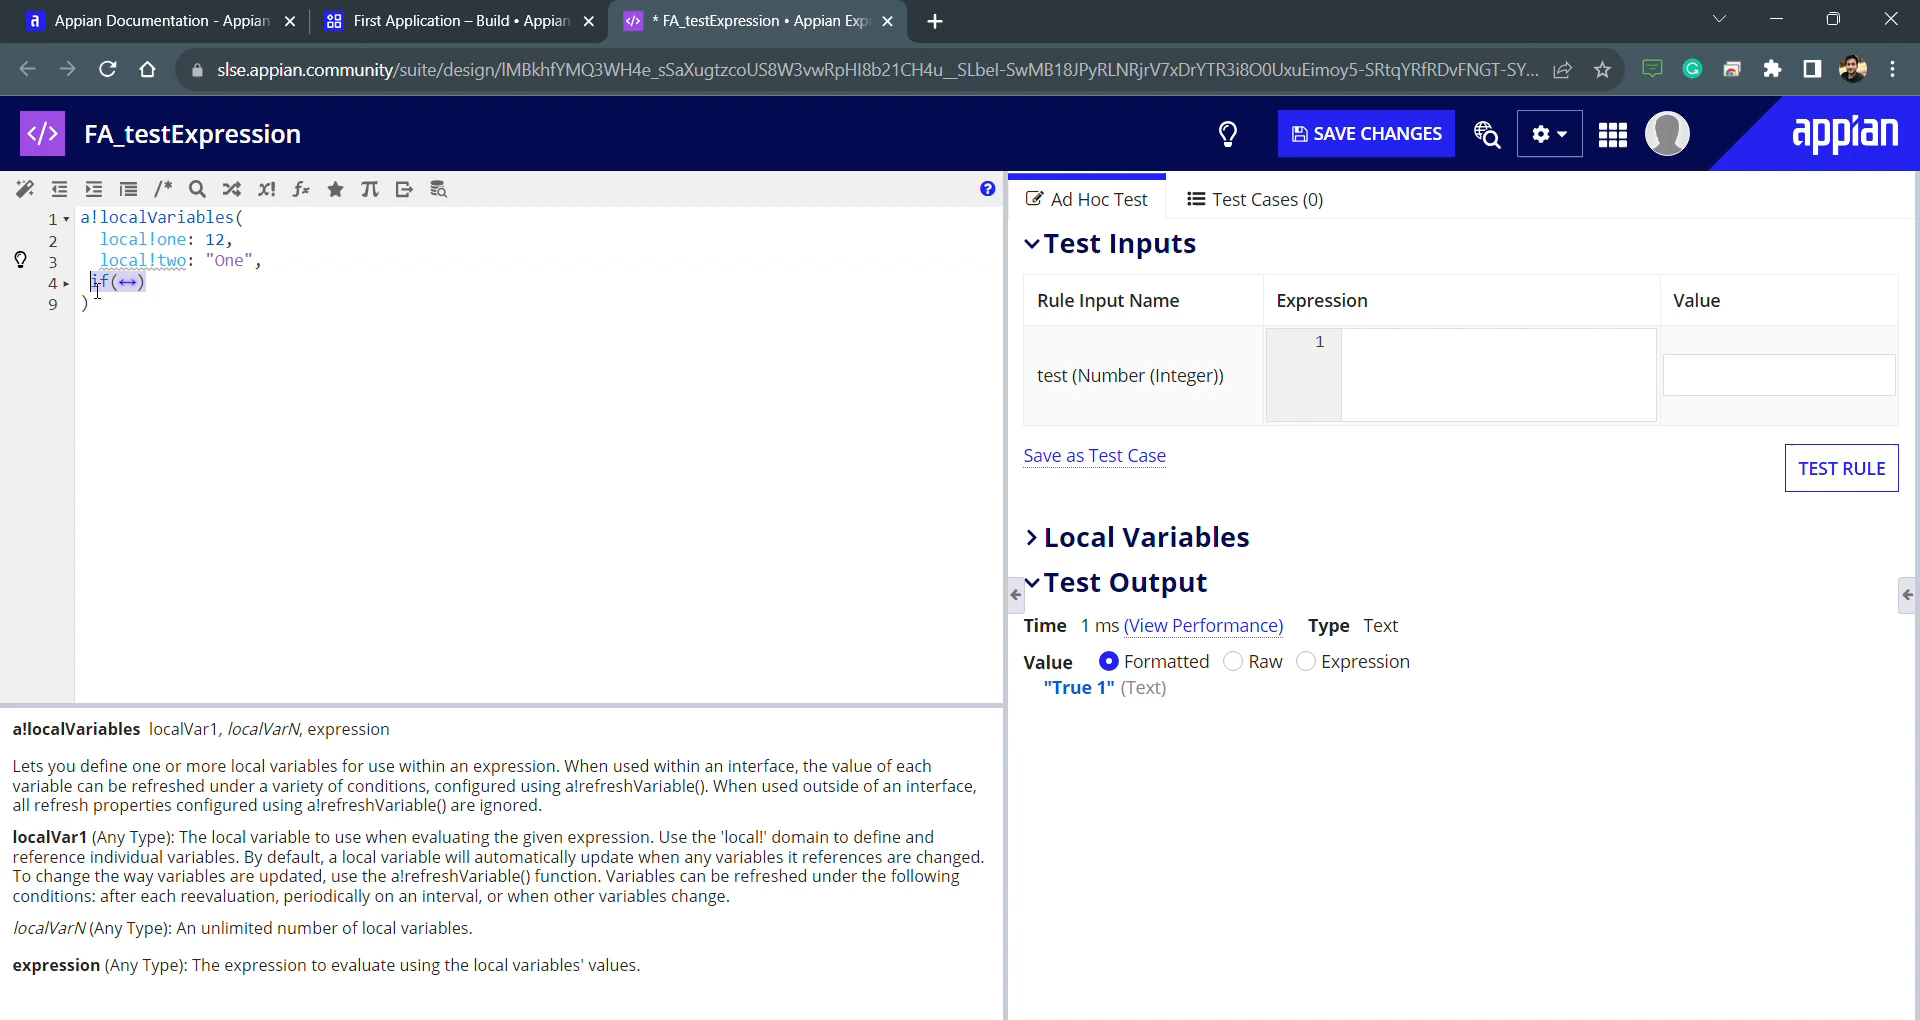 Appian Documentation - Appian
First Application – Build • Appian
* FA_testExpression • Appian Exp
slse.appian.community/suite/design/lMBkhfYMQ3WH4e_sSaXugtzcoUS8W3vwRpHI8b21CH4u__SLbel-SwMB18JPyRLNRjrV7xDrYTR3i8O0UxuEimoy5-SRtqYRfRDvFNGT-SY...
FA_testExpression
SAVE CHANGES
appian
1 a!localVariables(
2 local!one: 12,
3 local!two: "One",
4 if(↔)
9 )
Ad Hoc Test
Test Cases (0)
Test Inputs
Rule Input Name Expression Value
test (Number (Integer)) 1
Save as Test Case
TEST RULE
Local Variables
Test Output
Time 1 ms (View Performance) Type Text
Value Formatted Raw Expression
"True 1" (Text)
a!localVariables localVar1, localVarN, expression
Lets you define one or more local variables for use within an expression. When used within an interface, the value of each
variable can be refreshed under a variety of conditions, configured using a!refreshVariable(). When used outside of an interface,
all refresh properties configured using a!refreshVariable() are ignored.
localVar1 (Any Type): The local variable to use when evaluating the given expression. Use the 'local!' domain to define and
reference individual variables. By default, a local variable will automatically update when any variables it references are changed.
To change the way variables are updated, use the a!refreshVariable() function. Variables can be refreshed under the following
conditions: after each reevaluation, periodically on an interval, or when other variables change.
localVarN (Any Type): An unlimited number of local variables.
expression (Any Type): The expression to evaluate using the local variables' values.